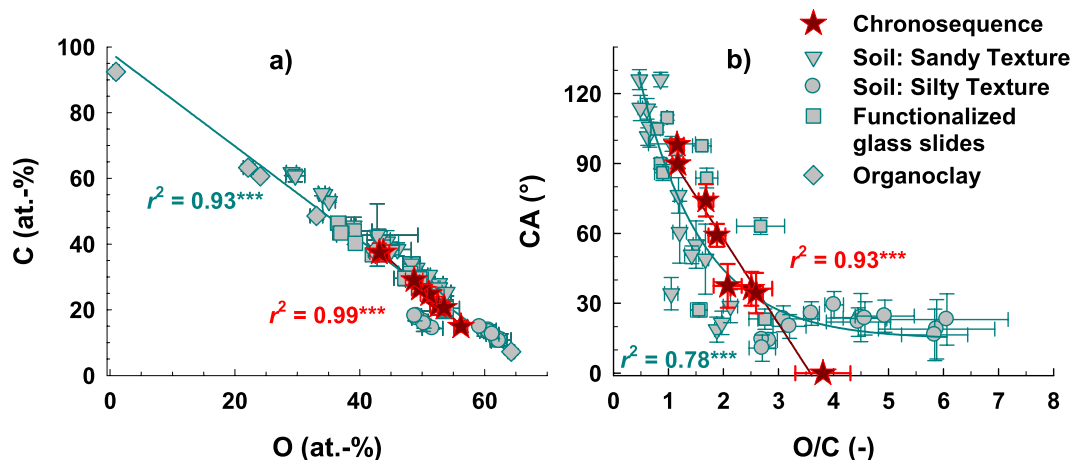 a)
100
80
60
40
20
0
C (at.-%)
r² = 0.93***
r² = 0.99***
0
20
40
60
O (at.-%)
b)
120
90
60
30
0
CA (°)
r² = 0.93***
r² = 0.78***
0
1
2
3
4
5
6
7
8
O/C (-)
Chronosequence
Soil: Sandy Texture
Soil: Silty Texture
Functionalized
glass slides
Organoclay